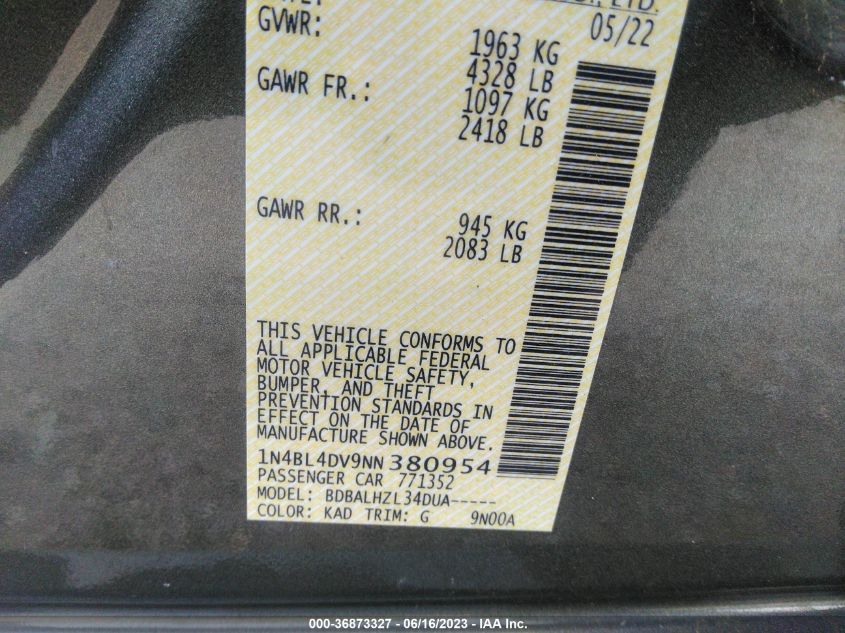 05/22
GVWR: 1963 KG
4328 LB
GAWR FR.: 1097 KG
2418 LB
GAWR RR.: 945 KG
2083 LB
THIS VEHICLE CONFORMS TO
ALL APPLICABLE FEDERAL
MOTOR VEHICLE SAFETY,
BUMPER, AND THEFT
PREVENTION STANDARDS IN
EFFECT ON THE DATE OF
MANUFACTURE SHOWN ABOVE.
1N4BL4DV9NN380954
PASSENGER CAR 771352
MODEL: BDBALHZL34DUA-----
COLOR: KAD TRIM: G 9N00A
000-36873327 - 06/16/2023 - IAA Inc.